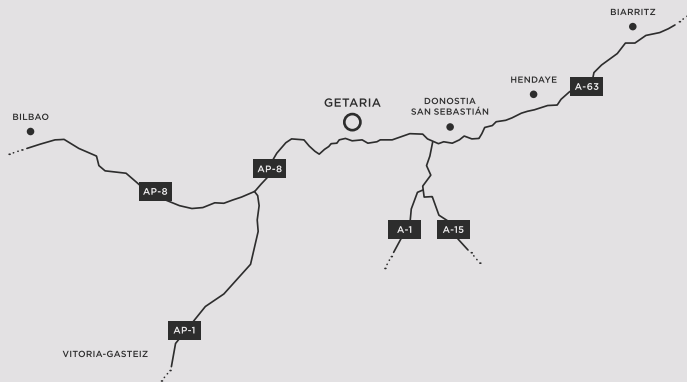 BIARRITZ
HENDAYE
A-63
GETARIA
DONOSTIA
SAN SEBASTIÁN
BILBAO
AP-8
AP-8
A-1
A-15
AP-1
VITORIA-GASTEIZ